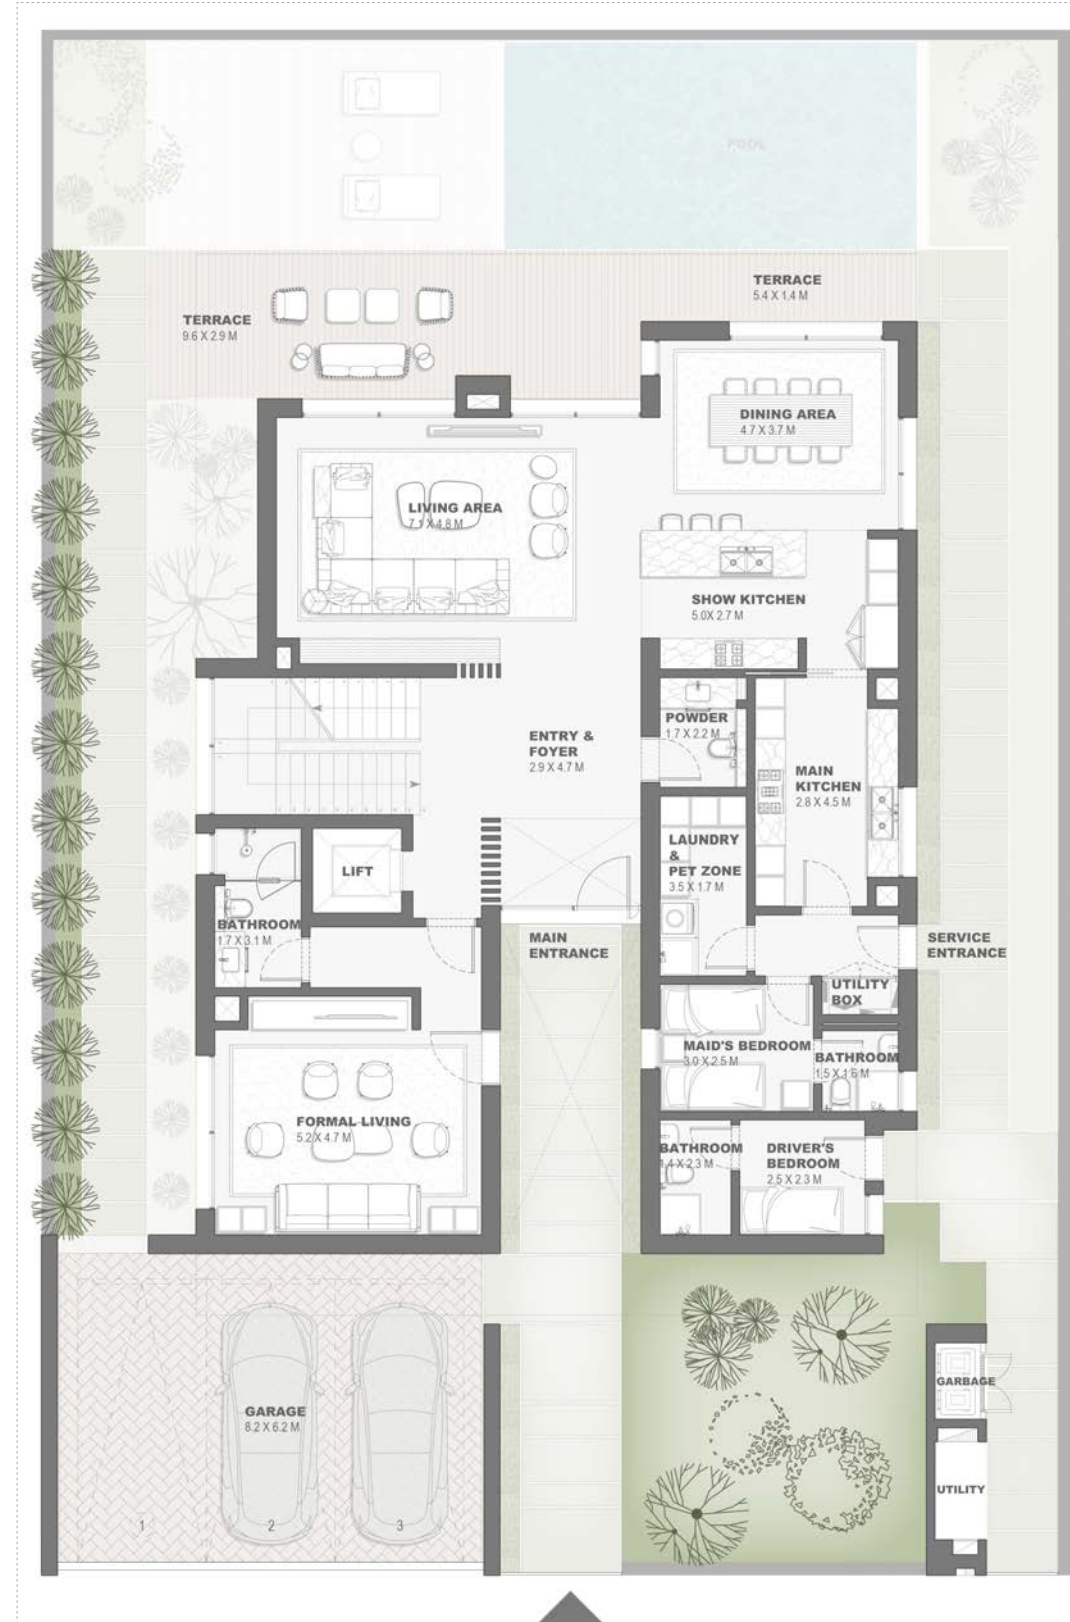 POOL
TERRACE
5.4 X 1.4 M
TERRACE
9.6 X 2.9 M
DINING AREA
4.7 X 3.7 M
LIVING AREA
7.1 X 4.8 M
SHOW KITCHEN
5.0X 2.7 M
POWDER
1.7 X 2.2 M
ENTRY &
FOYER
2.9 X 4.7 M
MAIN
KITCHEN
2.8 X 4.5 M
LAUNDRY
&
PET ZONE
3.5 X 1.7 M
LIFT
BATHROOM
1.7 X 3.1 M
MAIN
ENTRANCE
SERVICE
ENTRANCE
UTILITY
BOX
MAID'S BEDROOM
3.0 X 2.5 M
BATHROOM
1.5 X 1.6 M
FORMAL LIVING
5.2 X 4.7 M
BATHROOM
1.4 X 2.3 M
DRIVER'S
BEDROOM
2.5 X 2.3 M
GARBAGE
GARAGE
8.2 X 6.2 M
UTILITY
1
2
3